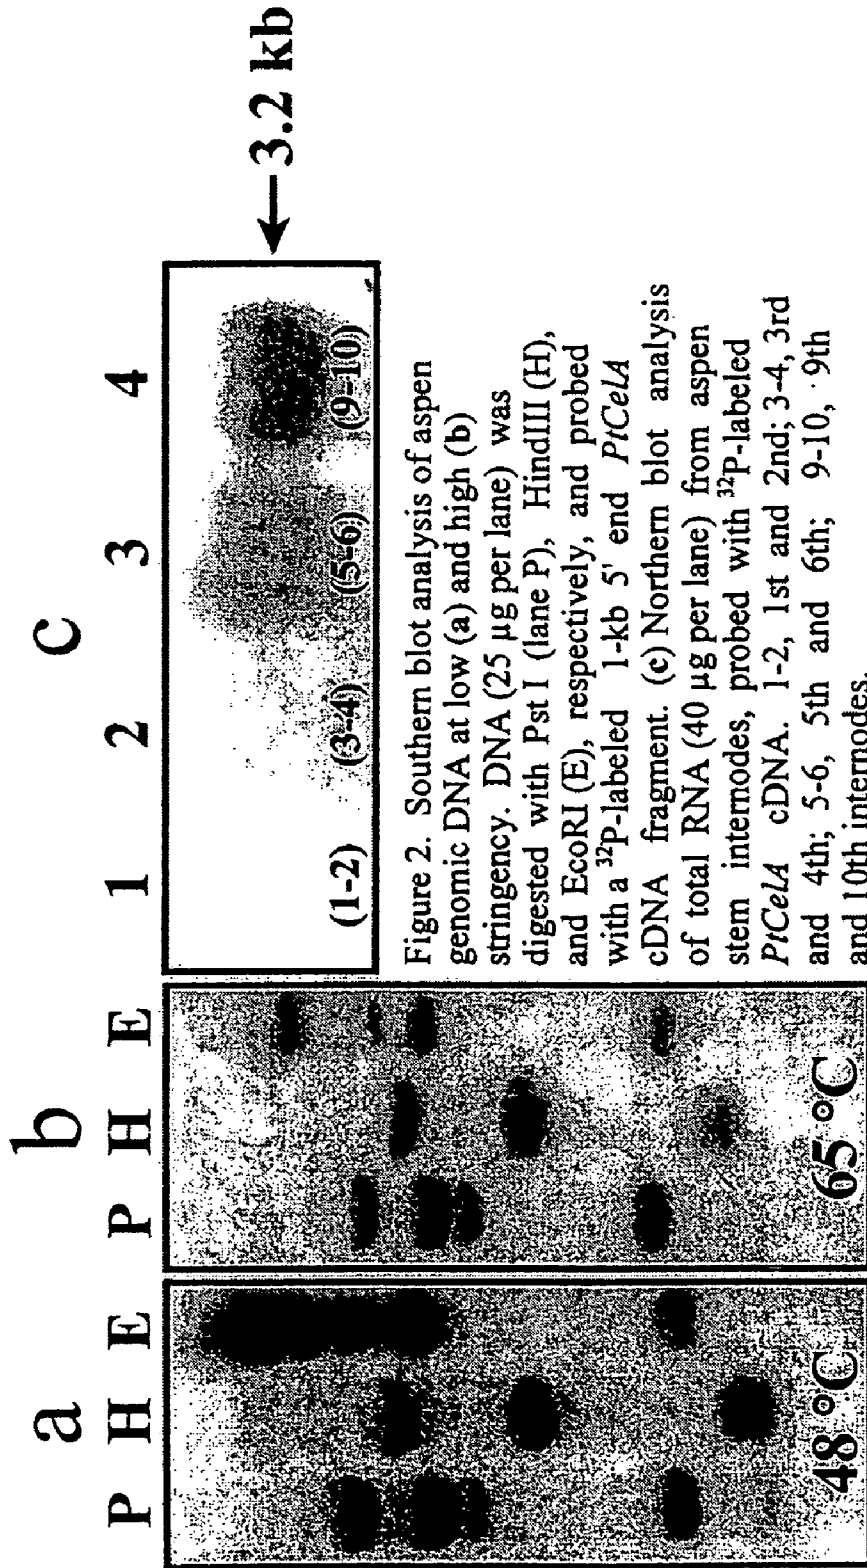 a
P H E
48 °C
b
P H E
65 °C
c
1 2 3 4
(1-2) (3-4) (5-6) (9-10)
←3.2 kb
Figure 2. Southern blot analysis of aspen
genomic DNA at low (a) and high (b)
stringency. DNA (25 μg per lane) was
digested with Pst I (lane P), HindIII (H),
and EcoRI (E), respectively, and probed
with a ³²P-labeled 1-kb 5' end PtCelA
cDNA fragment. (c) Northern blot analysis
of total RNA (40 μg per lane) from aspen
stem internodes, probed with ³²P-labeled
PtCelA cDNA. 1-2, 1st and 2nd; 3-4, 3rd
and 4th; 5-6, 5th and 6th; 9-10, 9th
and 10th internodes.